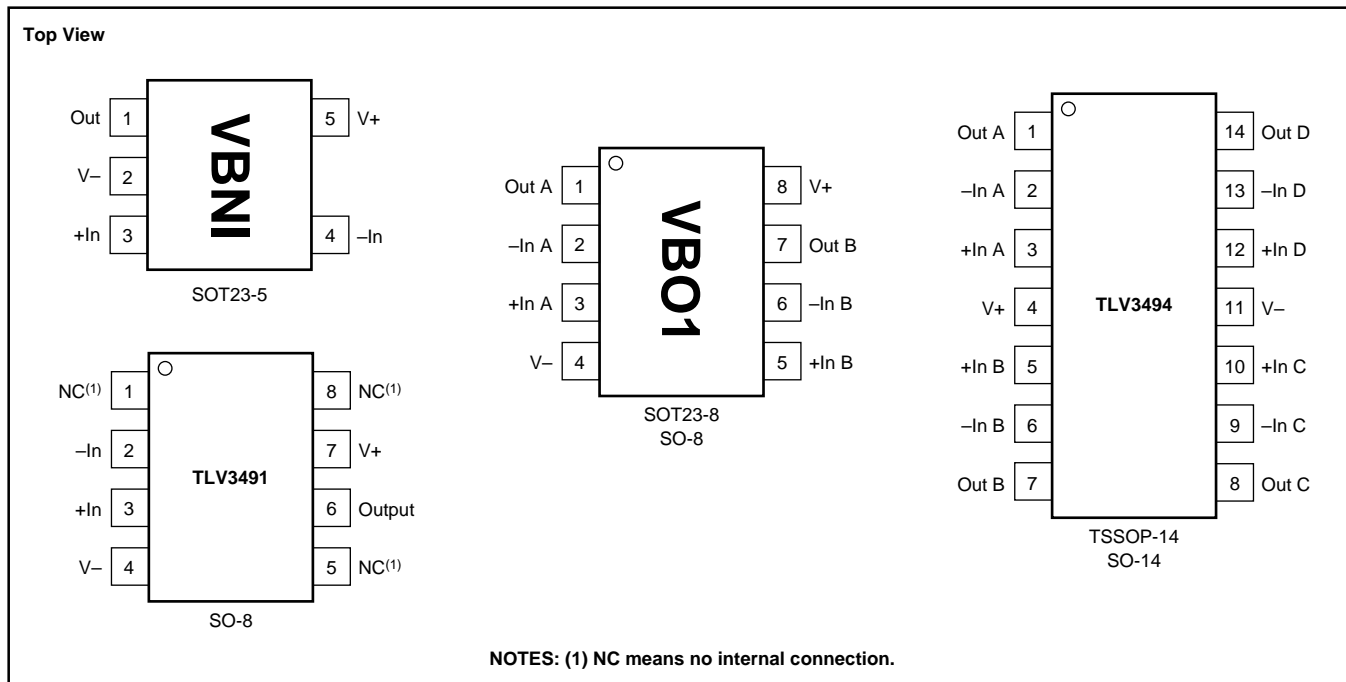 Top View
Out 1
V– 2
+In 3
VBNI
5 V+
4 –In
SOT23-5
NC(1) 1
–In 2
+In 3
V– 4
TLV3491
8 NC(1)
7 V+
6 Output
5 NC(1)
SO-8
Out A 1
–In A 2
+In A 3
V– 4
VBO1
8 V+
7 Out B
6 –In B
5 +In B
SOT23-8
SO-8
Out A 1
–In A 2
+In A 3
V+ 4
+In B 5
–In B 6
Out B 7
TLV3494
14 Out D
13 –In D
12 +In D
11 V–
10 +In C
9 –In C
8 Out C
TSSOP-14
SO-14
NOTES: (1) NC means no internal connection.